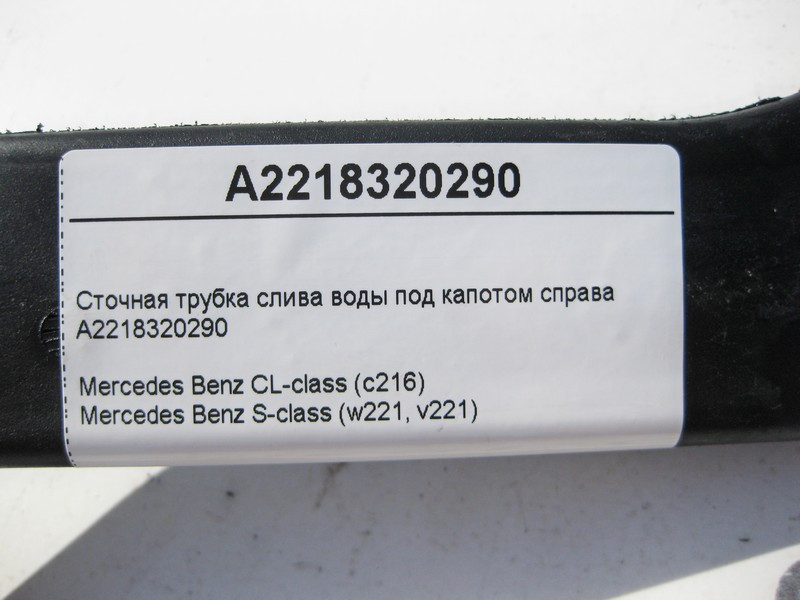 A2218320290
Сточная трубка слива воды под капотом справа
A2218320290
Mercedes Benz CL-class (c216)
Mercedes Benz S-class (w221, v221)